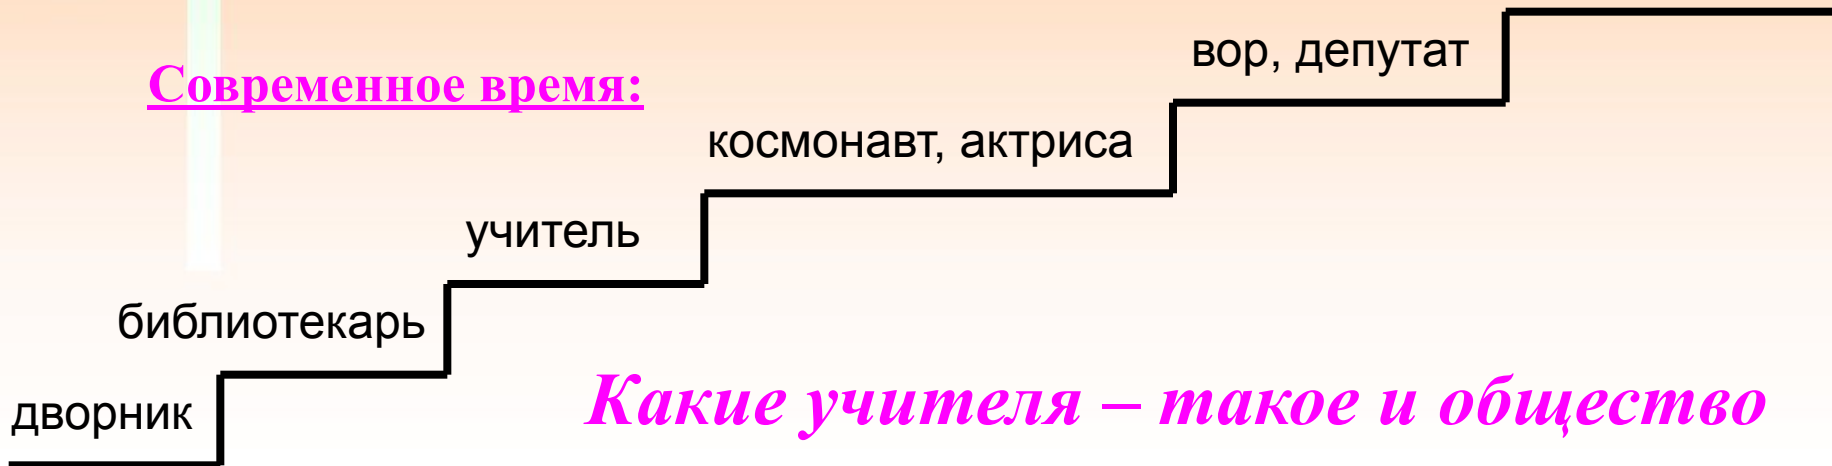 вор, депутат
Современное время:
космонавт, актриса
учитель
библиотекарь
Какие учителя – такое и общество
дворник